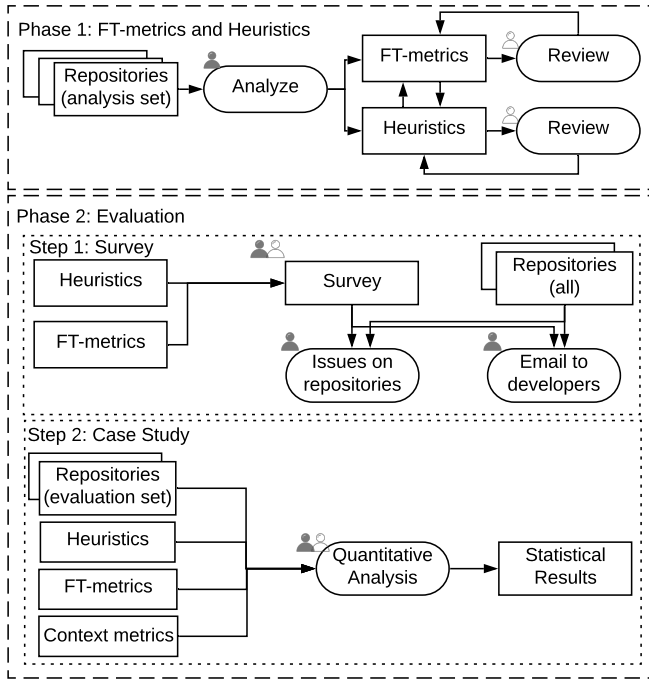 Phase 1: FT-metrics and Heuristics
Repositories
(analysis set)
Analyze
FT-metrics
Review
Heuristics
Review
Phase 2: Evaluation
Step 1: Survey
Heuristics
FT-metrics
Survey
Repositories
(all)
Issues on
repositories
Email to
developers
Step 2: Case Study
Repositories
(evaluation set)
Heuristics
FT-metrics
Context metrics
Quantitative
Analysis
Statistical
Results